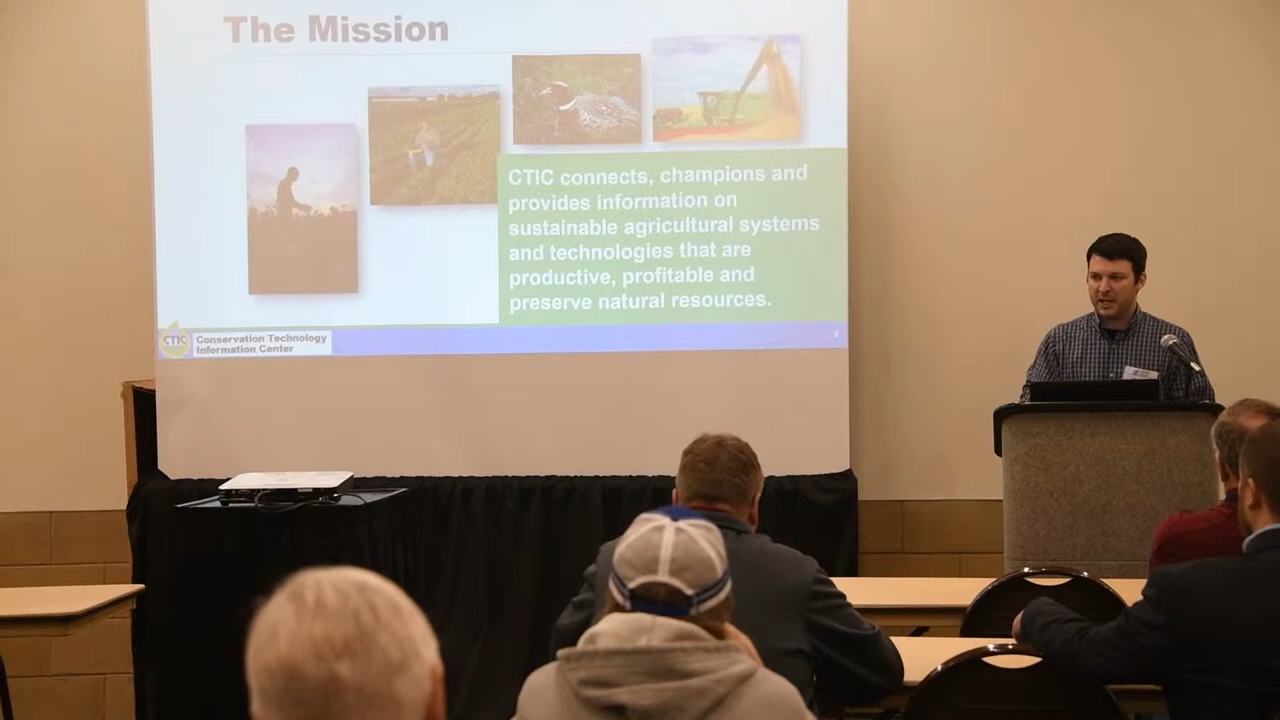 The Mission
CTIC connects, champions and
provides information on
sustainable agricultural systems
and technologies that are
productive, profitable and
preserve natural resources.
CTIC
Conservation Technology
Information Center